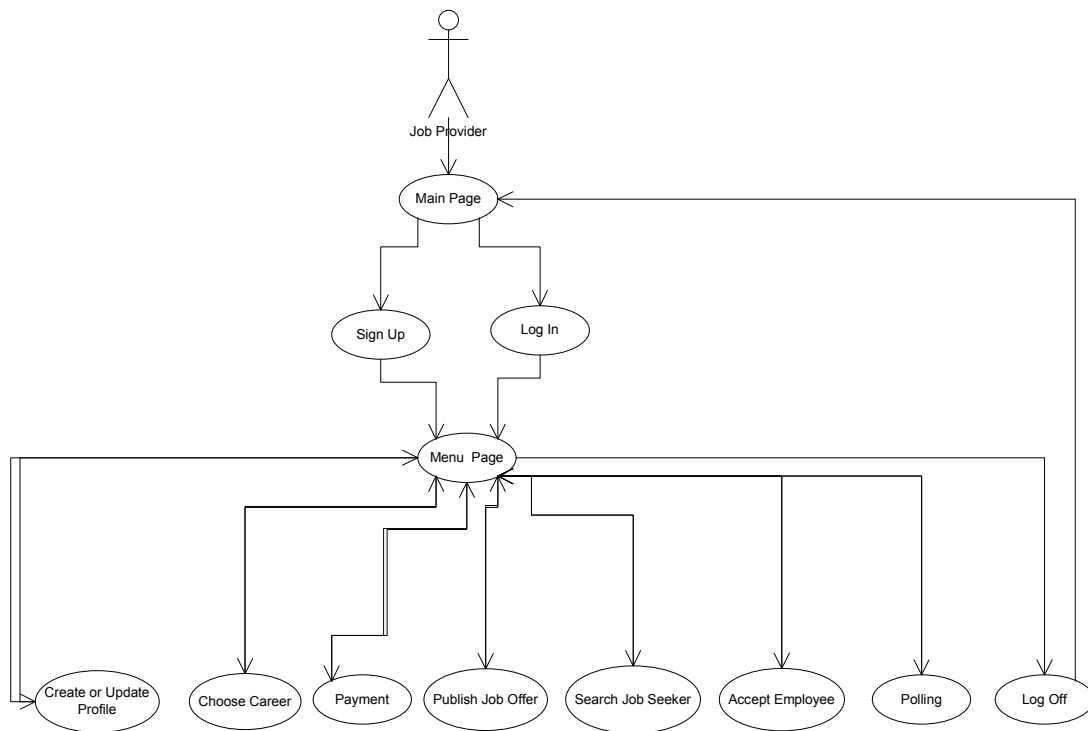 Job Provider
Main Page
Sign Up
Log In
Menu Page
Create or Update
Profile
Choose Career
Payment
Publish Job Offer
Search Job Seeker
Accept Employee
Polling
Log Off